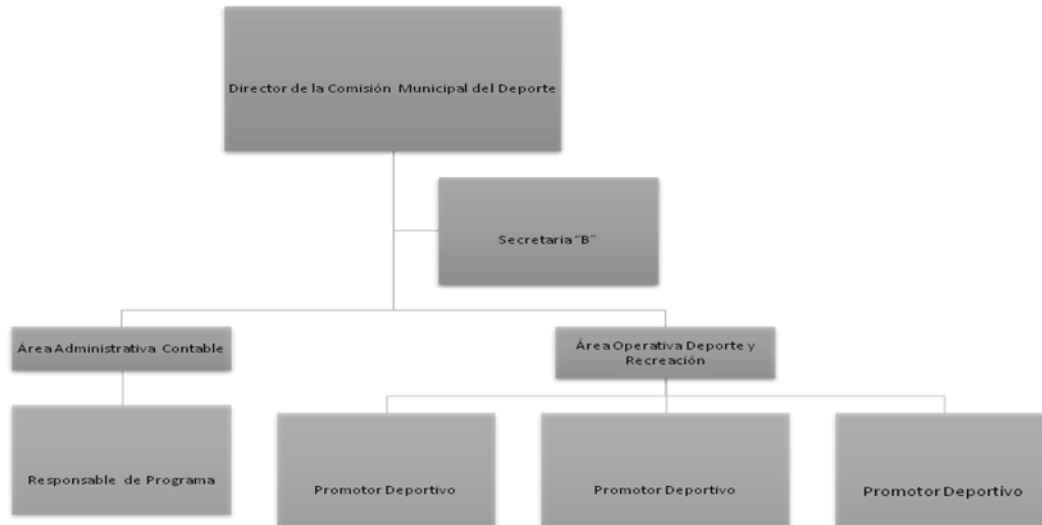 Director de la Comisión Municipal del Deporte
Secretaria "B"
Área Administrativa Contable
Área Operativa Deporte y
Recreación
Responsable de Programa
Promotor Deportivo
Promotor Deportivo
Promotor Deportivo